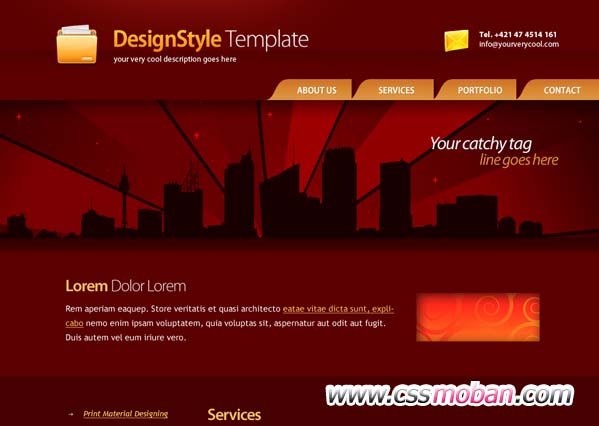 DesignStyle Template
your very cool description goes here
Tel. +421 47 4514 161
info@yourverycool.com
ABOUT US
SERVICES
PORTFOLIO
CONTACT
Your catchy tag
line goes here
Lorem Dolor Lorem
Rem aperiam eaquep. Store veritatis et quasi architecto eatae vitae dicta sunt, expli-
cabo nemo enim ipsam voluptatem, quia voluptas sit, aspernatur aut odit aut fugit.
Duis autem vel eum iriure vero.
Print Material Designing
Services
www.cssmoban.com